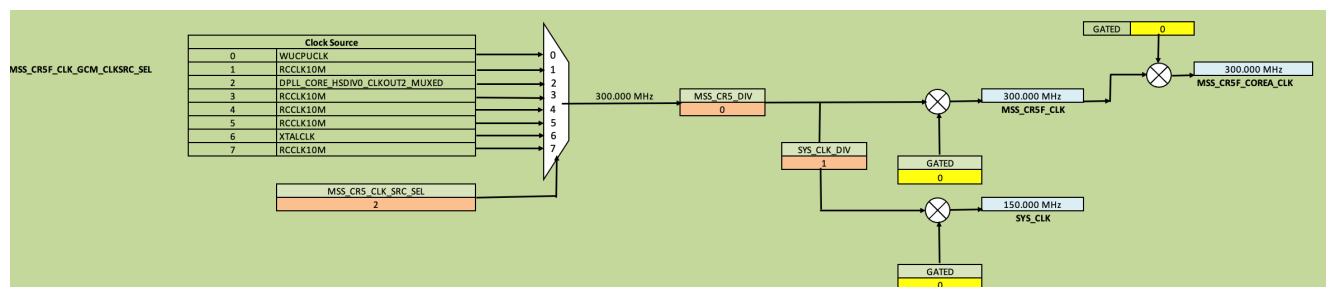 GATED 0
Clock Source
0 WUCPUCLK
MSS_CR5F_CLK_GCM_CLKSRC_SEL
1 RCCLK10M
2 DPLL_CORE_HSDIV0_CLKOUT2_MUXED
3 RCCLK10M
4 RCCLK10M
5 RCCLK10M
6 XTALCLK
7 RCCLK10M
0
1
2
3
4
5
6
7
300.000 MHz
MSS_CR5_DIV
0
300.000 MHz
MSS_CR5F_CLK
300.000 MHz
MSS_CR5F_COREA_CLK
SYS_CLK_DIV
1
GATED
0
MSS_CR5_CLK_SRC_SEL
2
150.000 MHz
SYS_CLK
GATED
0